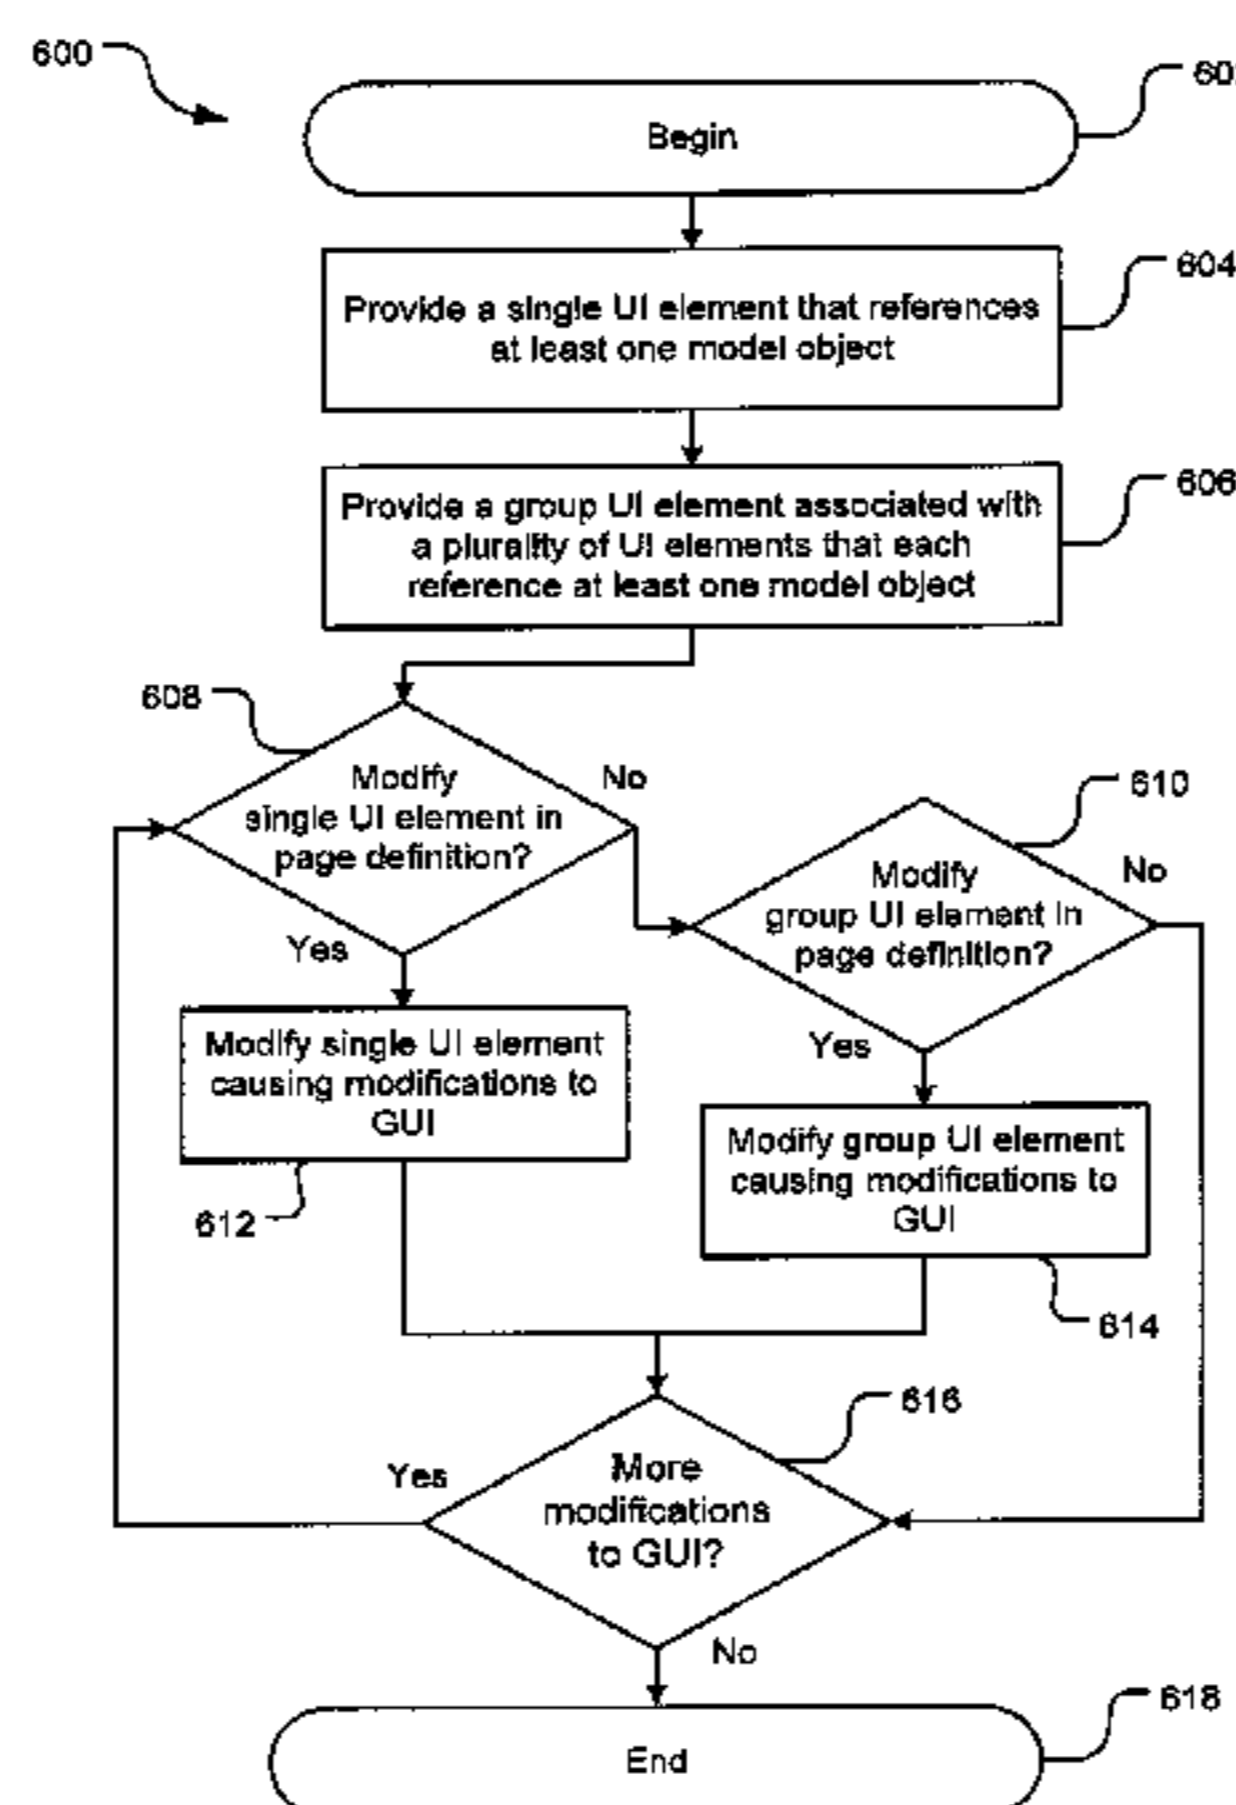 600
Begin
604
Provide a single UI element that references
at least one model object
606
Provide a group UI element associated with
a plurality of UI elements that each
reference at least one model object
608
Modify
single UI element in
page definition?
No
Yes
610
Modify
group UI element in
page definition?
No
Yes
Modify single UI element
causing modifications to
GUI
612
Modify group UI element
causing modifications to
GUI
614
616
More
modifications
to GUI?
Yes
No
618
End